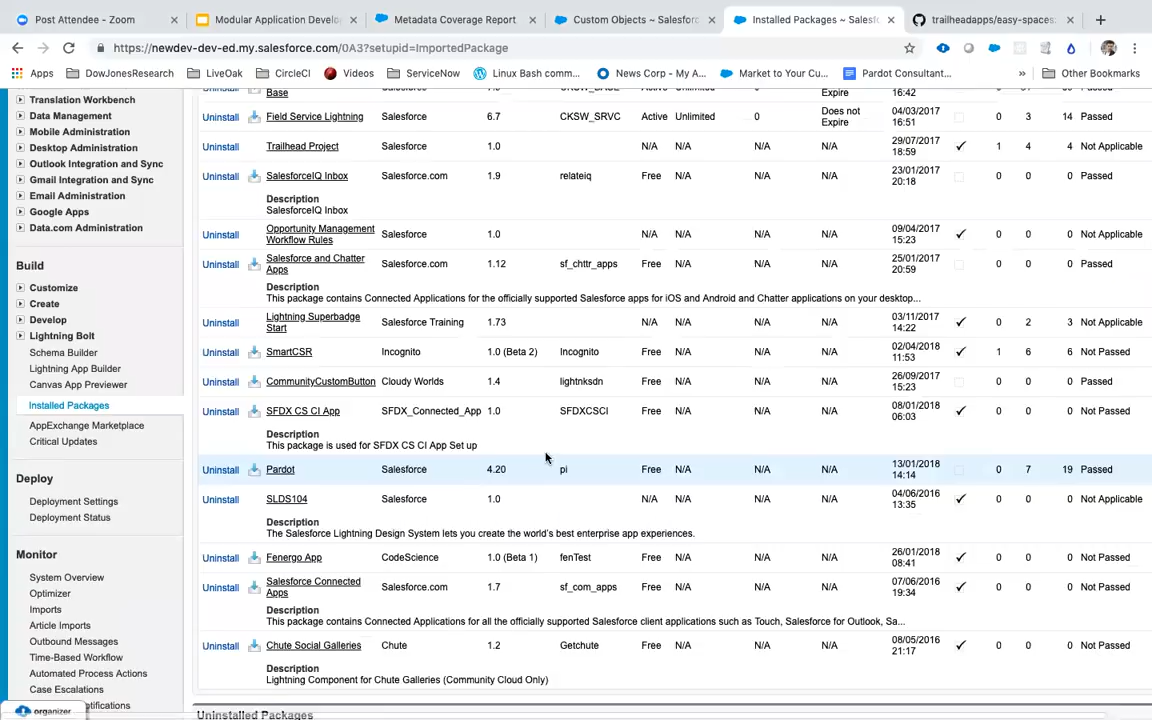 Post Attendee - Zoom
Modular Application Develo
Metadata Coverage Report
Custom Objects ~ Salesforc
Installed Packages ~ Salesf
trailheadapps/easy-spaces:
https://newdev-dev-ed.my.salesforce.com/0A3?setupid=ImportedPackage
Apps DowJonesResearch LiveOak CircleCI Videos ServiceNow Linux Bash comm... News Corp - My A... Market to Your Cu... Pardot Consultant... » Other Bookmarks
Translation Workbench
Data Management
Mobile Administration
Desktop Administration
Outlook Integration and Sync
Gmail Integration and Sync
Email Administration
Google Apps
Data.com Administration
Build
Customize
Create
Develop
Lightning Bolt
Schema Builder
Lightning App Builder
Canvas App Previewer
Installed Packages
AppExchange Marketplace
Critical Updates
Deploy
Deployment Settings
Deployment Status
Monitor
System Overview
Optimizer
Imports
Article Imports
Outbound Messages
Time-Based Workflow
Automated Process Actions
Case Escalations
otifications
organizer
Base Expire 16:42
Uninstall Field Service Lightning Salesforce 6.7 CKSW_SRVC Active Unlimited 0 Does not Expire 04/03/2017 16:51 0 3 14 Passed
Uninstall Trailhead Project Salesforce 1.0 N/A N/A N/A N/A 29/07/2017 18:59 1 4 4 Not Applicable
Uninstall SalesforceIQ Inbox Salesforce.com 1.9 relateiq Free N/A N/A N/A 23/01/2017 20:18 0 0 0 Passed
Description
SalesforceIQ Inbox
Uninstall Opportunity Management Workflow Rules Salesforce 1.0 N/A N/A N/A N/A 09/04/2017 15:23 0 0 0 Not Applicable
Uninstall Salesforce and Chatter Apps Salesforce.com 1.12 sf_chttr_apps Free N/A N/A N/A 25/01/2017 20:59 0 0 0 Passed
Description
This package contains Connected Applications for the officially supported Salesforce apps for iOS and Android and Chatter applications on your desktop...
Uninstall Lightning Superbadge Start Salesforce Training 1.73 N/A N/A N/A N/A 03/11/2017 14:22 0 2 3 Not Applicable
Uninstall SmartCSR Incognito 1.0 (Beta 2) Incognito Free N/A N/A N/A 02/04/2018 11:53 1 6 6 Not Passed
Uninstall CommunityCustomButton Cloudy Worlds 1.4 lightnksdn Free N/A N/A N/A 26/09/2017 15:23 0 0 0 Passed
Uninstall SFDX CS CI App SFDX_Connected_App 1.0 SFDXCSCI Free N/A N/A N/A 08/01/2018 06:03 0 0 0 Not Passed
Description
This package is used for SFDX CS CI App Set up
Uninstall Pardot Salesforce 4.20 pi Free N/A N/A N/A 13/01/2018 14:14 0 7 19 Passed
Uninstall SLDS104 Salesforce 1.0 N/A N/A N/A N/A 04/06/2016 13:35 0 0 0 Not Applicable
Description
The Salesforce Lightning Design System lets you create the world's best enterprise app experiences.
Uninstall Fenergo App CodeScience 1.0 (Beta 1) fenTest Free N/A N/A N/A 26/01/2018 08:41 0 0 0 Not Passed
Uninstall Salesforce Connected Apps Salesforce.com 1.7 sf_com_apps Free N/A N/A N/A 07/06/2016 19:34 0 0 0 Not Passed
Description
This package contains Connected Applications for all the officially supported Salesforce client applications such as Touch, Salesforce for Outlook, Sa...
Uninstall Chute Social Galleries Chute 1.2 Getchute Free N/A N/A N/A 08/05/2016 21:17 0 0 0 Not Passed
Description
Lightning Component for Chute Galleries (Community Cloud Only)
Uninstalled Packages